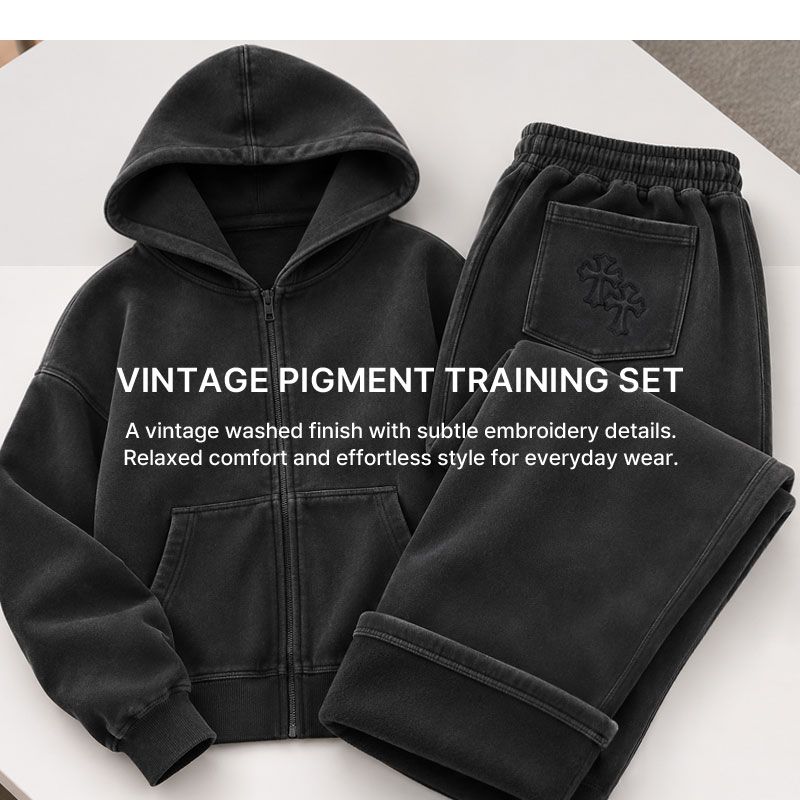 VINTAGE PIGMENT TRAINING SET
A vintage washed finish with subtle embroidery details.
Relaxed comfort and effortless style for everyday wear.